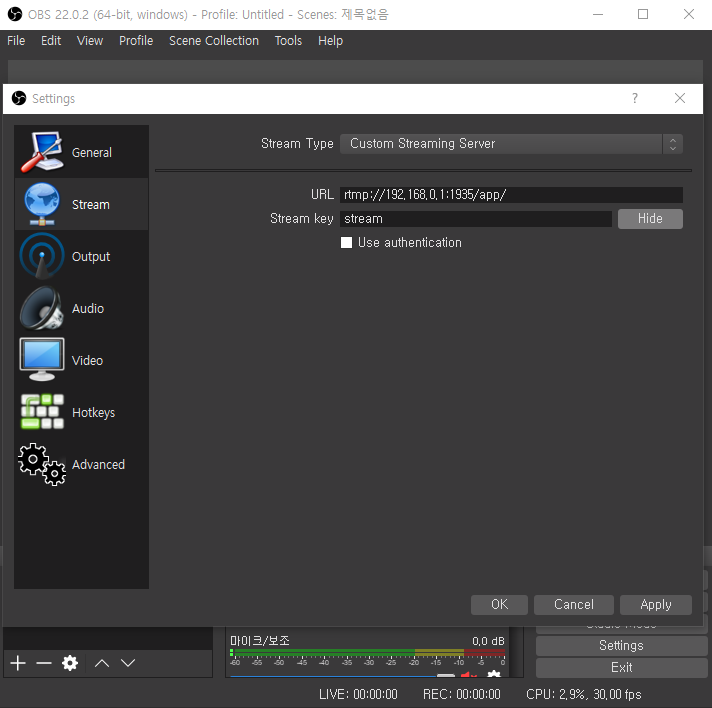 OBS 22.0.2 (64-bit, windows) - Profile: Untitled - Scenes: 제목없음
File Edit View Profile Scene Collection Tools Help
Settings ?
General
Stream
Output
Audio
Video
Hotkeys
Advanced
Stream Type Custom Streaming Server
URL rtmp://192.168.0.1:1935/app/
Stream key stream Hide
Use authentication
OK Cancel Apply
Studio Mode
마이크/보조 0.0 dB
-60 -55 -50 -45 -40 -35 -30 -25 -20 -15 -10 -5 0
Settings
Exit
LIVE: 00:00:00 REC: 00:00:00 CPU: 2.9%, 30.00 fps